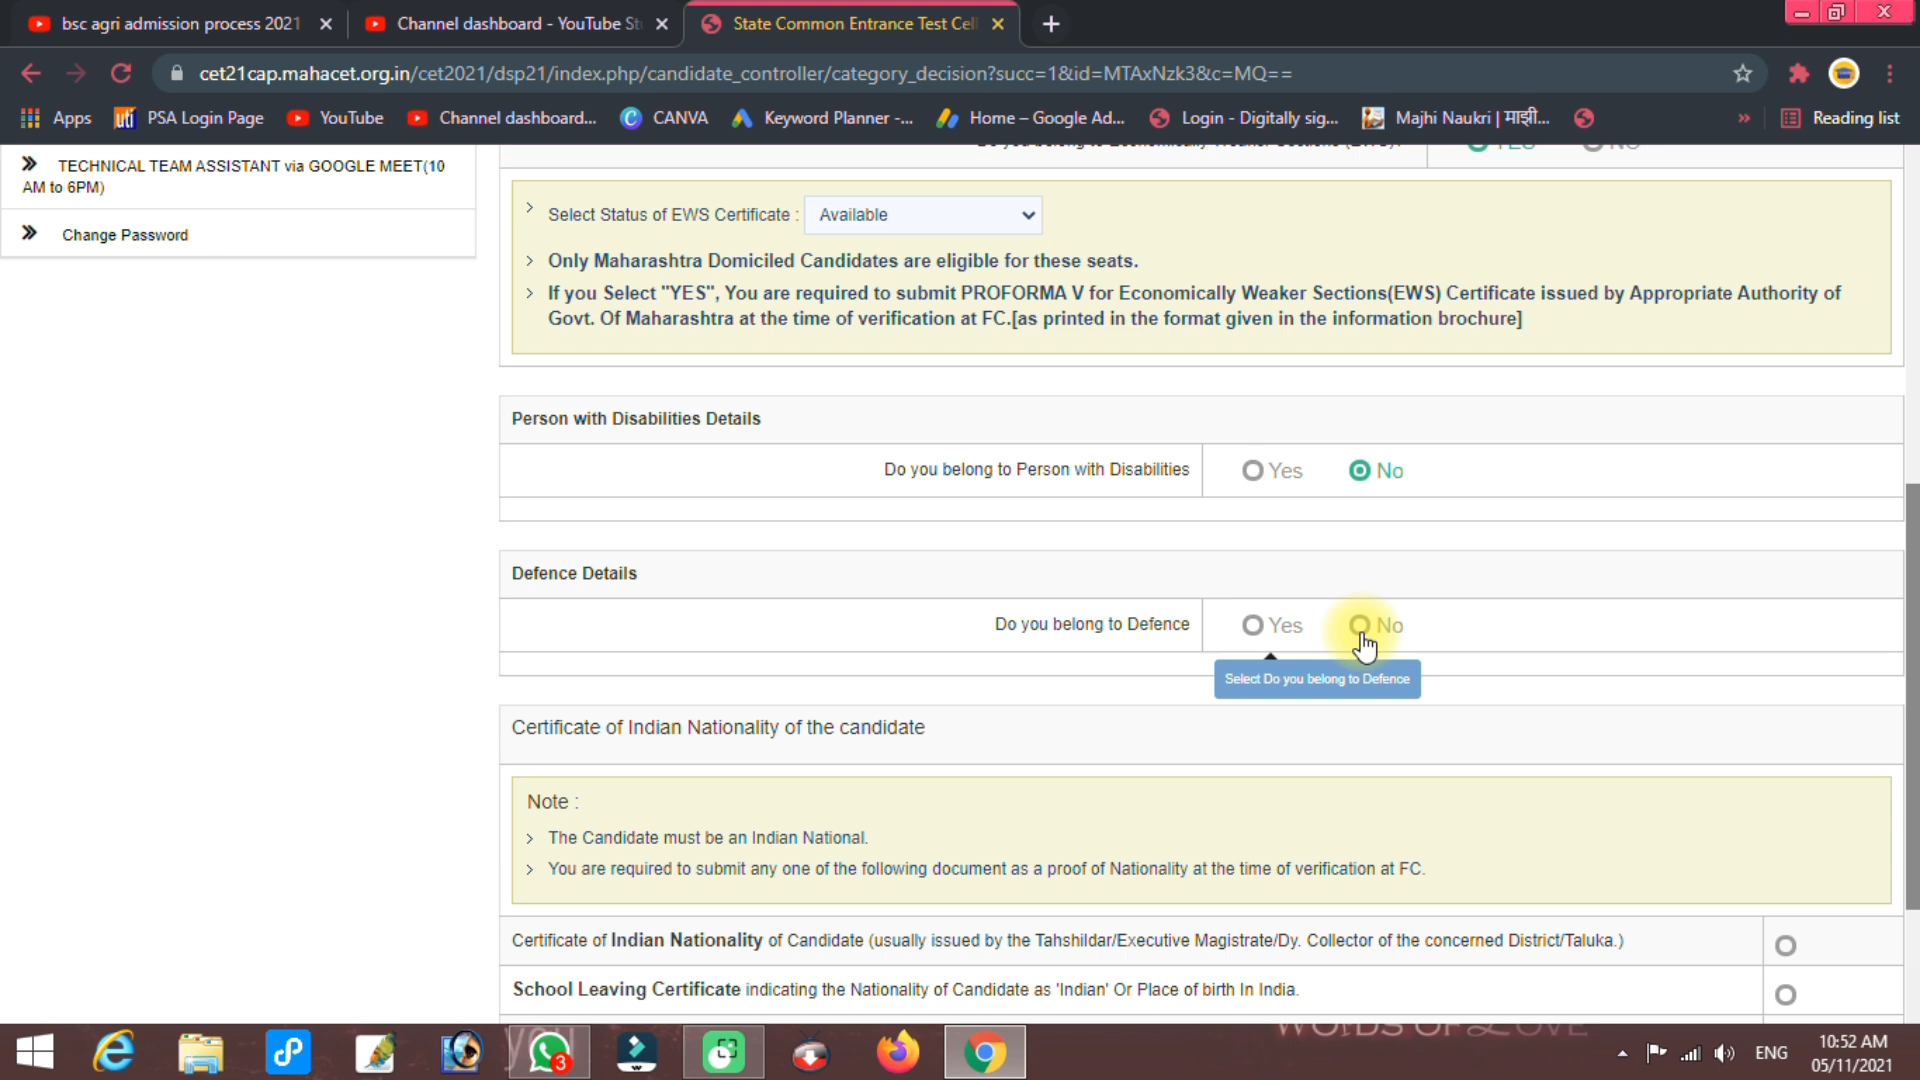 bsc agri admission process 2021
Channel dashboard - YouTube St
State Common Entrance Test Cell
cet21cap.mahacet.org.in/cet2021/dsp21/index.php/candidate_controller/category_decision?succ=1&id=MTAxNzk3&c=MQ==
Apps
uti PSA Login Page
YouTube
Channel dashboard...
CANVA
Keyword Planner -...
Home – Google Ad...
Login - Digitally sig...
Majhi Naukri | माझी...
Reading list
TECHNICAL TEAM ASSISTANT via GOOGLE MEET(10
AM to 6PM)
Change Password
Select Status of EWS Certificate : Available
> Only Maharashtra Domiciled Candidates are eligible for these seats.
> If you Select "YES", You are required to submit PROFORMA V for Economically Weaker Sections(EWS) Certificate issued by Appropriate Authority of
Govt. Of Maharashtra at the time of verification at FC.[as printed in the format given in the information brochure]
Person with Disabilities Details
Do you belong to Person with Disabilities Yes No
Defence Details
Do you belong to Defence Yes No
Select Do you belong to Defence
Certificate of Indian Nationality of the candidate
Note :
> The Candidate must be an Indian National.
> You are required to submit any one of the following document as a proof of Nationality at the time of verification at FC.
Certificate of Indian Nationality of Candidate (usually issued by the Tahshildar/Executive Magistrate/Dy. Collector of the concerned District/Taluka.)
School Leaving Certificate indicating the Nationality of Candidate as 'Indian' Or Place of birth In India.
3
ENG
10:52 AM
05/11/2021